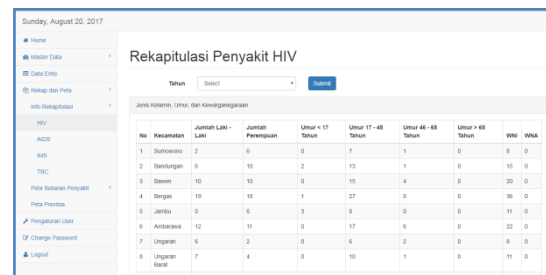 Sunday, August 20, 2017
Home
Master Data
Data Entry
Rekap dan Peta
Info Rekapitulasi
HIV
AIDS
IMS
TBC
Peta Sebaran Penyakit
Peta Prioritas
Pengaturan User
Change Password
Logout
Rekapitulasi Penyakit HIV
Tahun Select Submit
Jenis Kelamin, Umur, dan Kewarganegaraan
No Kecamatan Jumlah Laki - Laki Jumlah Perempuan Umur < 17 Tahun Umur 17 - 45 Tahun Umur 46 - 65 Tahun Umur > 65 Tahun WNI WNA
1 Sumowono 2 6 0 7 1 0 8 0
2 Bandungan 6 10 2 13 1 0 15 0
3 Bawen 10 10 0 15 4 0 20 0
4 Bergas 19 16 1 27 8 0 36 0
5 Jambu 5 6 3 8 0 0 11 0
6 Ambarawa 12 11 0 17 6 0 22 0
7 Ungaran 6 2 0 6 2 0 8 0
8 Ungaran Barat 7 4 0 10 1 0 11 0